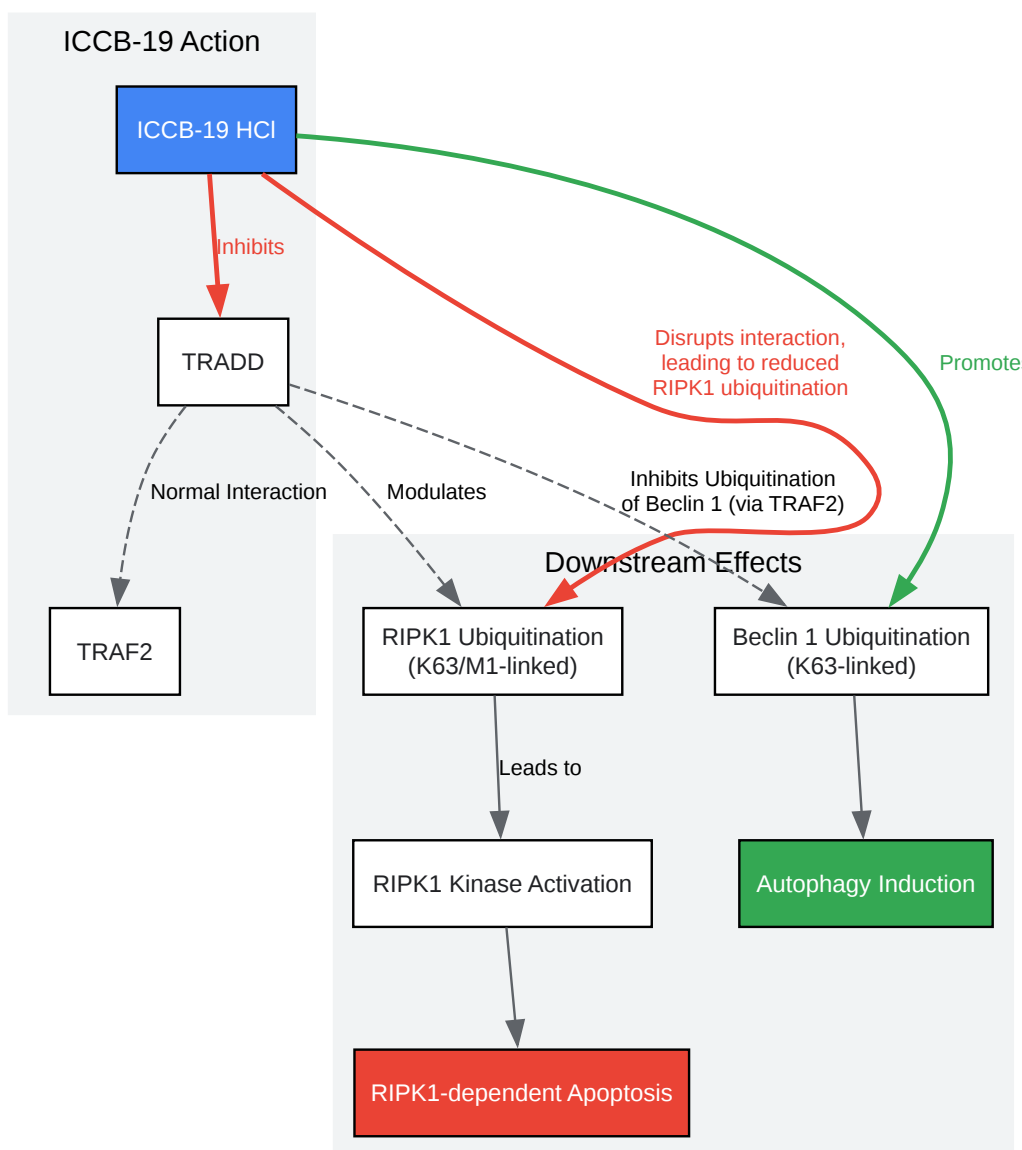 ICCB-19 Action
ICCB-19 HCl
Inhibits
Disrupts interaction,
leading to reduced
RIPK1 ubiquitination
Promote
TRADD
Normal Interaction
Modulates
Inhibits Ubiquitination
of Beclin 1 (via TRAF2)
Downstream Effects
TRAF2
RIPK1 Ubiquitination
(K63/M1-linked)
Beclin 1 Ubiquitination
(K63-linked)
Leads to
RIPK1 Kinase Activation
Autophagy Induction
RIPK1-dependent Apoptosis